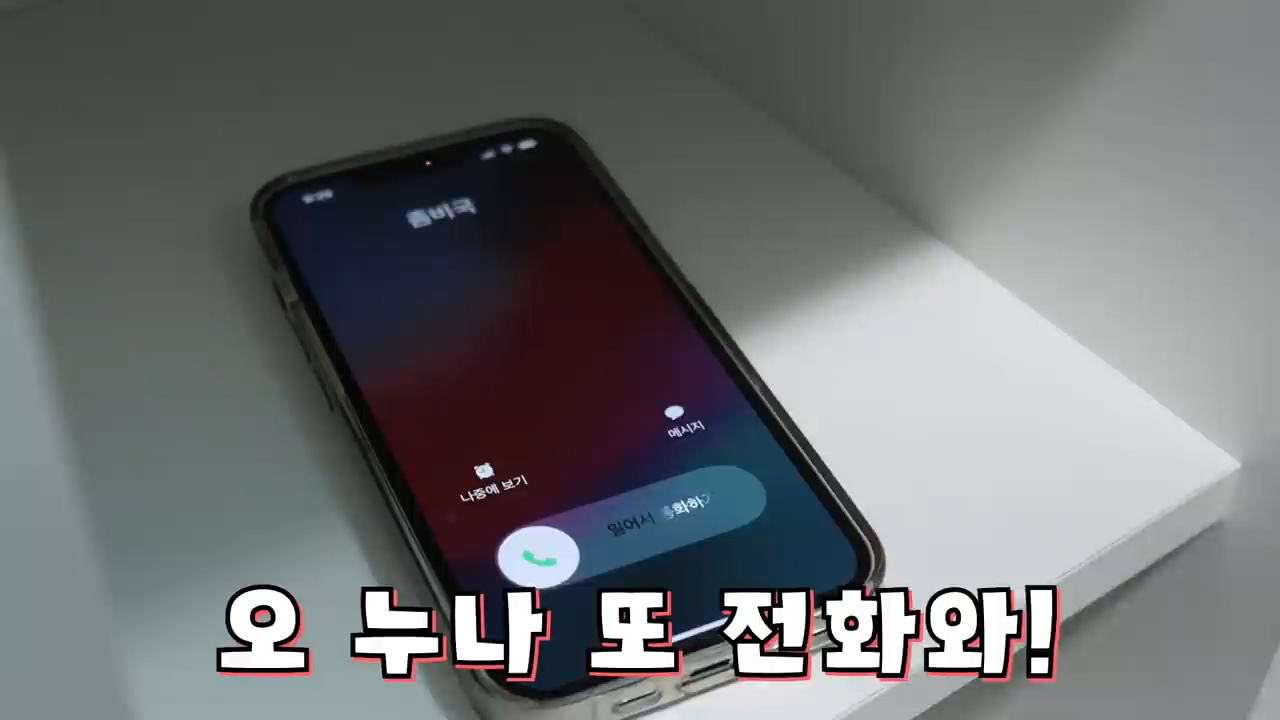 좀비국
메시지
나중에 보기
밀어서 통화하기
오 누나 또 전화와!